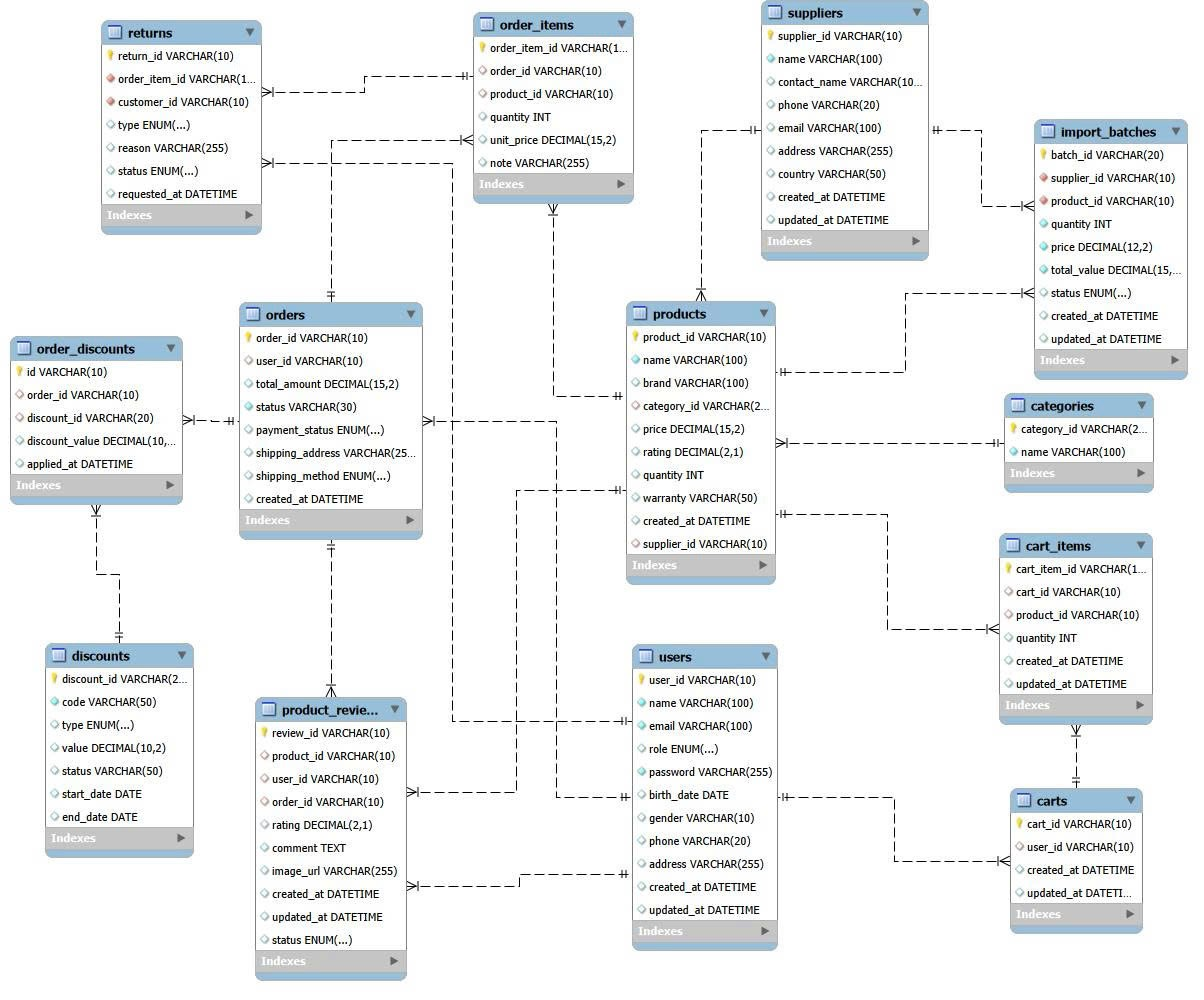 returns
return_id VARCHAR(10)
order_item_id VARCHAR(1...
customer_id VARCHAR(10)
type ENUM(...)
reason VARCHAR(255)
status ENUM(...)
requested_at DATETIME
Indexes
order_items
order_item_id VARCHAR(1...
order_id VARCHAR(10)
product_id VARCHAR(10)
quantity INT
unit_price DECIMAL(15,2)
note VARCHAR(255)
Indexes
suppliers
supplier_id VARCHAR(10)
name VARCHAR(100)
contact_name VARCHAR(10...
phone VARCHAR(20)
email VARCHAR(100)
address VARCHAR(255)
country VARCHAR(50)
created_at DATETIME
updated_at DATETIME
Indexes
import_batches
batch_id VARCHAR(20)
supplier_id VARCHAR(10)
product_id VARCHAR(10)
quantity INT
price DECIMAL(12,2)
total_value DECIMAL(15,...
status ENUM(...)
created_at DATETIME
updated_at DATETIME
Indexes
order_discounts
id VARCHAR(10)
order_id VARCHAR(10)
discount_id VARCHAR(20)
discount_value DECIMAL(10,...
applied_at DATETIME
Indexes
orders
order_id VARCHAR(10)
user_id VARCHAR(10)
total_amount DECIMAL(15,2)
status VARCHAR(30)
payment_status ENUM(...)
shipping_address VARCHAR(25...
shipping_method ENUM(...)
created_at DATETIME
Indexes
products
product_id VARCHAR(10)
name VARCHAR(100)
brand VARCHAR(100)
category_id VARCHAR(2...
price DECIMAL(15,2)
rating DECIMAL(2,1)
quantity INT
warranty VARCHAR(50)
created_at DATETIME
supplier_id VARCHAR(10)
Indexes
categories
category_id VARCHAR(2...
name VARCHAR(100)
Indexes
cart_items
cart_item_id VARCHAR(1...
cart_id VARCHAR(10)
product_id VARCHAR(10)
quantity INT
created_at DATETIME
updated_at DATETIME
Indexes
discounts
discount_id VARCHAR(2...
code VARCHAR(50)
type ENUM(...)
value DECIMAL(10,2)
status VARCHAR(50)
start_date DATE
end_date DATE
Indexes
product_revie...
review_id VARCHAR(10)
product_id VARCHAR(10)
user_id VARCHAR(10)
order_id VARCHAR(10)
rating DECIMAL(2,1)
comment TEXT
image_url VARCHAR(255)
created_at DATETIME
updated_at DATETIME
status ENUM(...)
Indexes
users
user_id VARCHAR(10)
name VARCHAR(100)
email VARCHAR(100)
role ENUM(...)
password VARCHAR(255)
birth_date DATE
gender VARCHAR(10)
phone VARCHAR(20)
address VARCHAR(255)
created_at DATETIME
updated_at DATETIME
Indexes
carts
cart_id VARCHAR(10)
user_id VARCHAR(10)
created_at DATETIME
updated_at DATETI...
Indexes